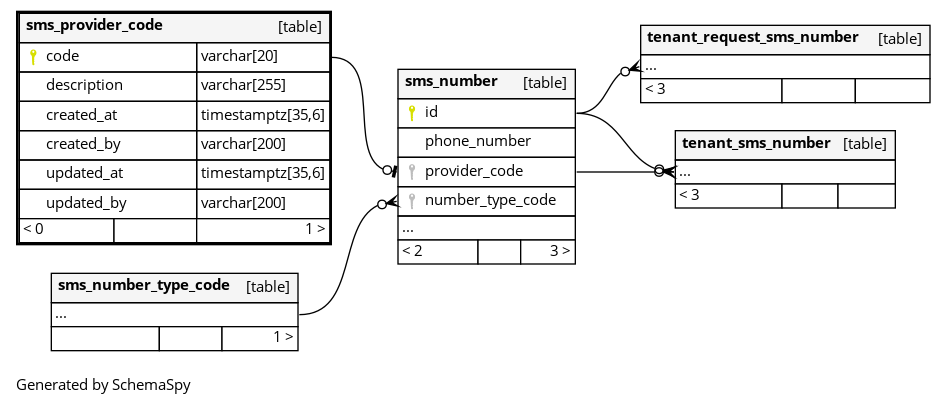 sms_provider_code [table]
code varchar[20]
description varchar[255]
created_at timestamptz[35,6]
created_by varchar[200]
updated_at timestamptz[35,6]
updated_by varchar[200]
< 0 1 >
sms_number_type_code [table]
...
1 >
sms_number [table]
id
phone_number
provider_code
number_type_code
...
< 2 3 >
tenant_request_sms_number [table]
...
< 3
tenant_sms_number [table]
...
< 3
Generated by SchemaSpy